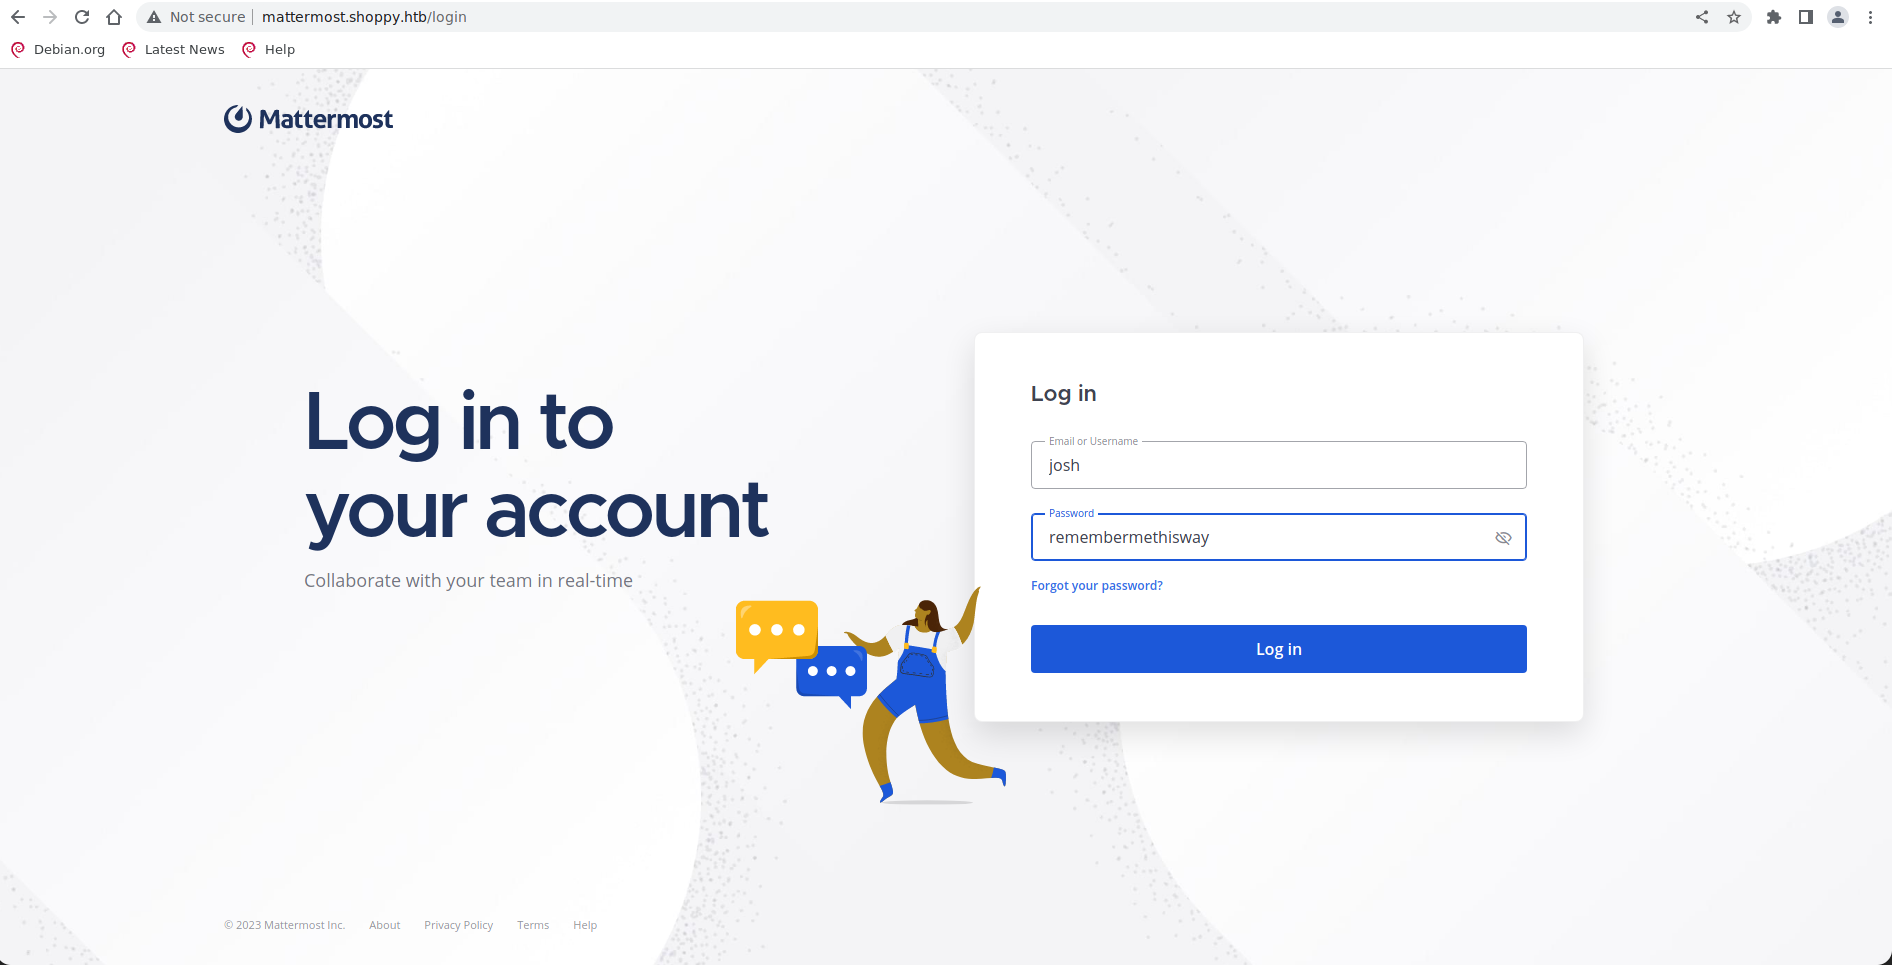 Not secure | mattermost.shoppy.htb/login
Debian.org Latest News Help
Mattermost
Log in to
your account
Collaborate with your team in real-time
Log in
Email or Username
josh
Password
remembermethisway
Forgot your password?
Log in
© 2023 Mattermost Inc. About Privacy Policy Terms Help